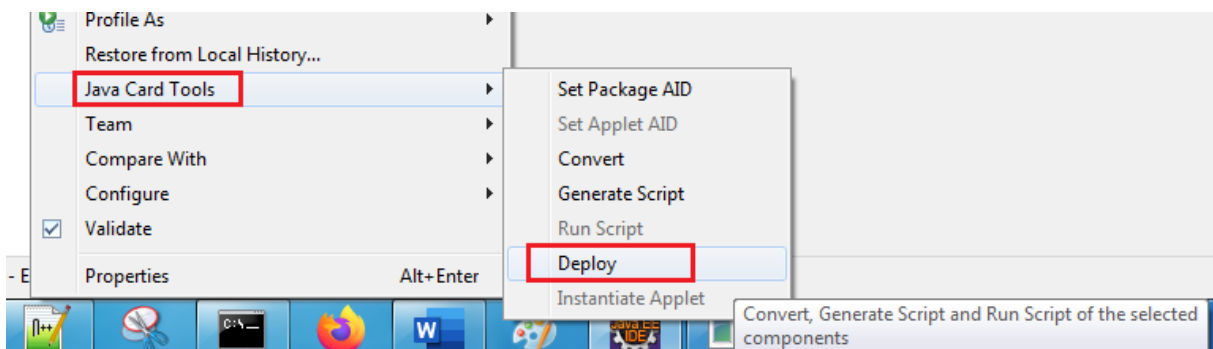 Profile As
Restore from Local History...
Java Card Tools
Team
Compare With
Configure
Validate
Properties Alt+Enter
Set Package AID
Set Applet AID
Convert
Generate Script
Run Script
Deploy
Instantiate Applet
Convert, Generate Script and Run Script of the selected
components
- E
n++
C:\_
W
Java EE
IDE